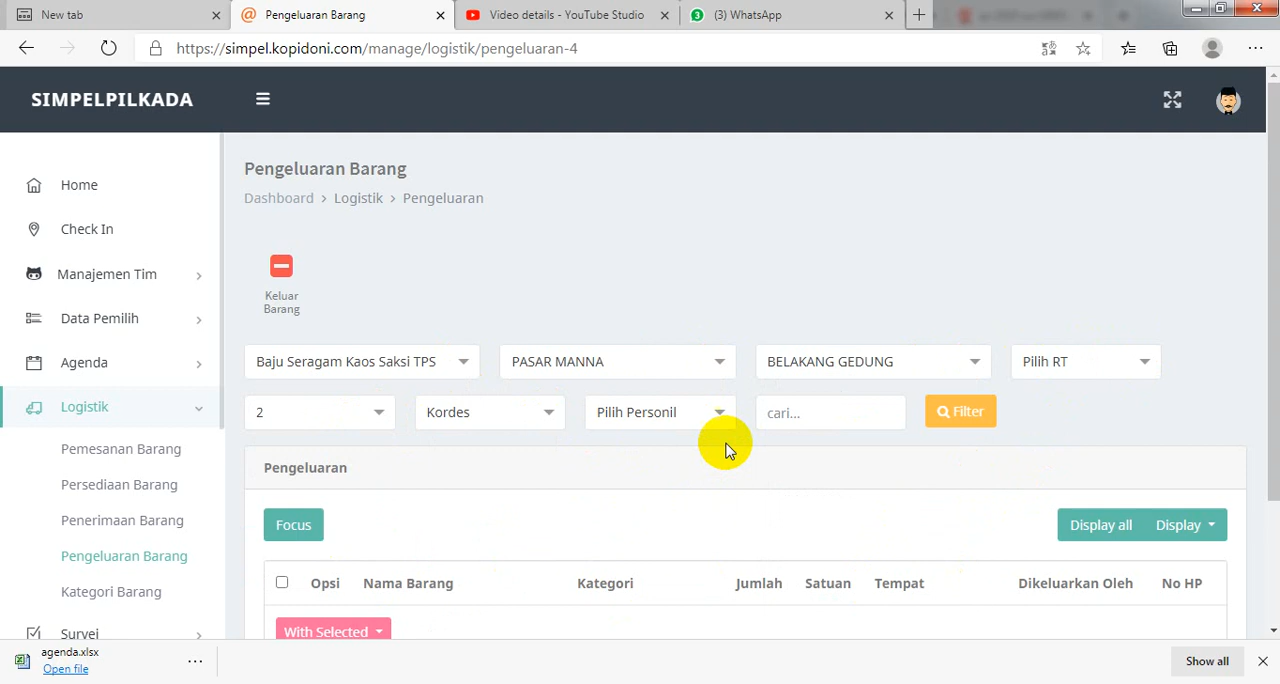 New tab
Pengeluaran Barang
Video details - YouTube Studio
(3) WhatsApp
https://simpel.kopidoni.com/manage/logistik/pengeluaran-4
SIMPELPILKADA
Home
Check In
Manajemen Tim
Data Pemilih
Agenda
Logistik
Pemesanan Barang
Persediaan Barang
Penerimaan Barang
Pengeluaran Barang
Kategori Barang
Survei
Pengeluaran Barang
Dashboard > Logistik > Pengeluaran
Keluar
Barang
Baju Seragam Kaos Saksi TPS
PASAR MANNA
BELAKANG GEDUNG
Pilih RT
2
Kordes
Pilih Personil
cari...
Filter
Pengeluaran
Focus
Display all
Display
Opsi
Nama Barang
Kategori
Jumlah
Satuan
Tempat
Dikeluarkan Oleh
No HP
With Selected
agenda.xlsx
Open file
Show all